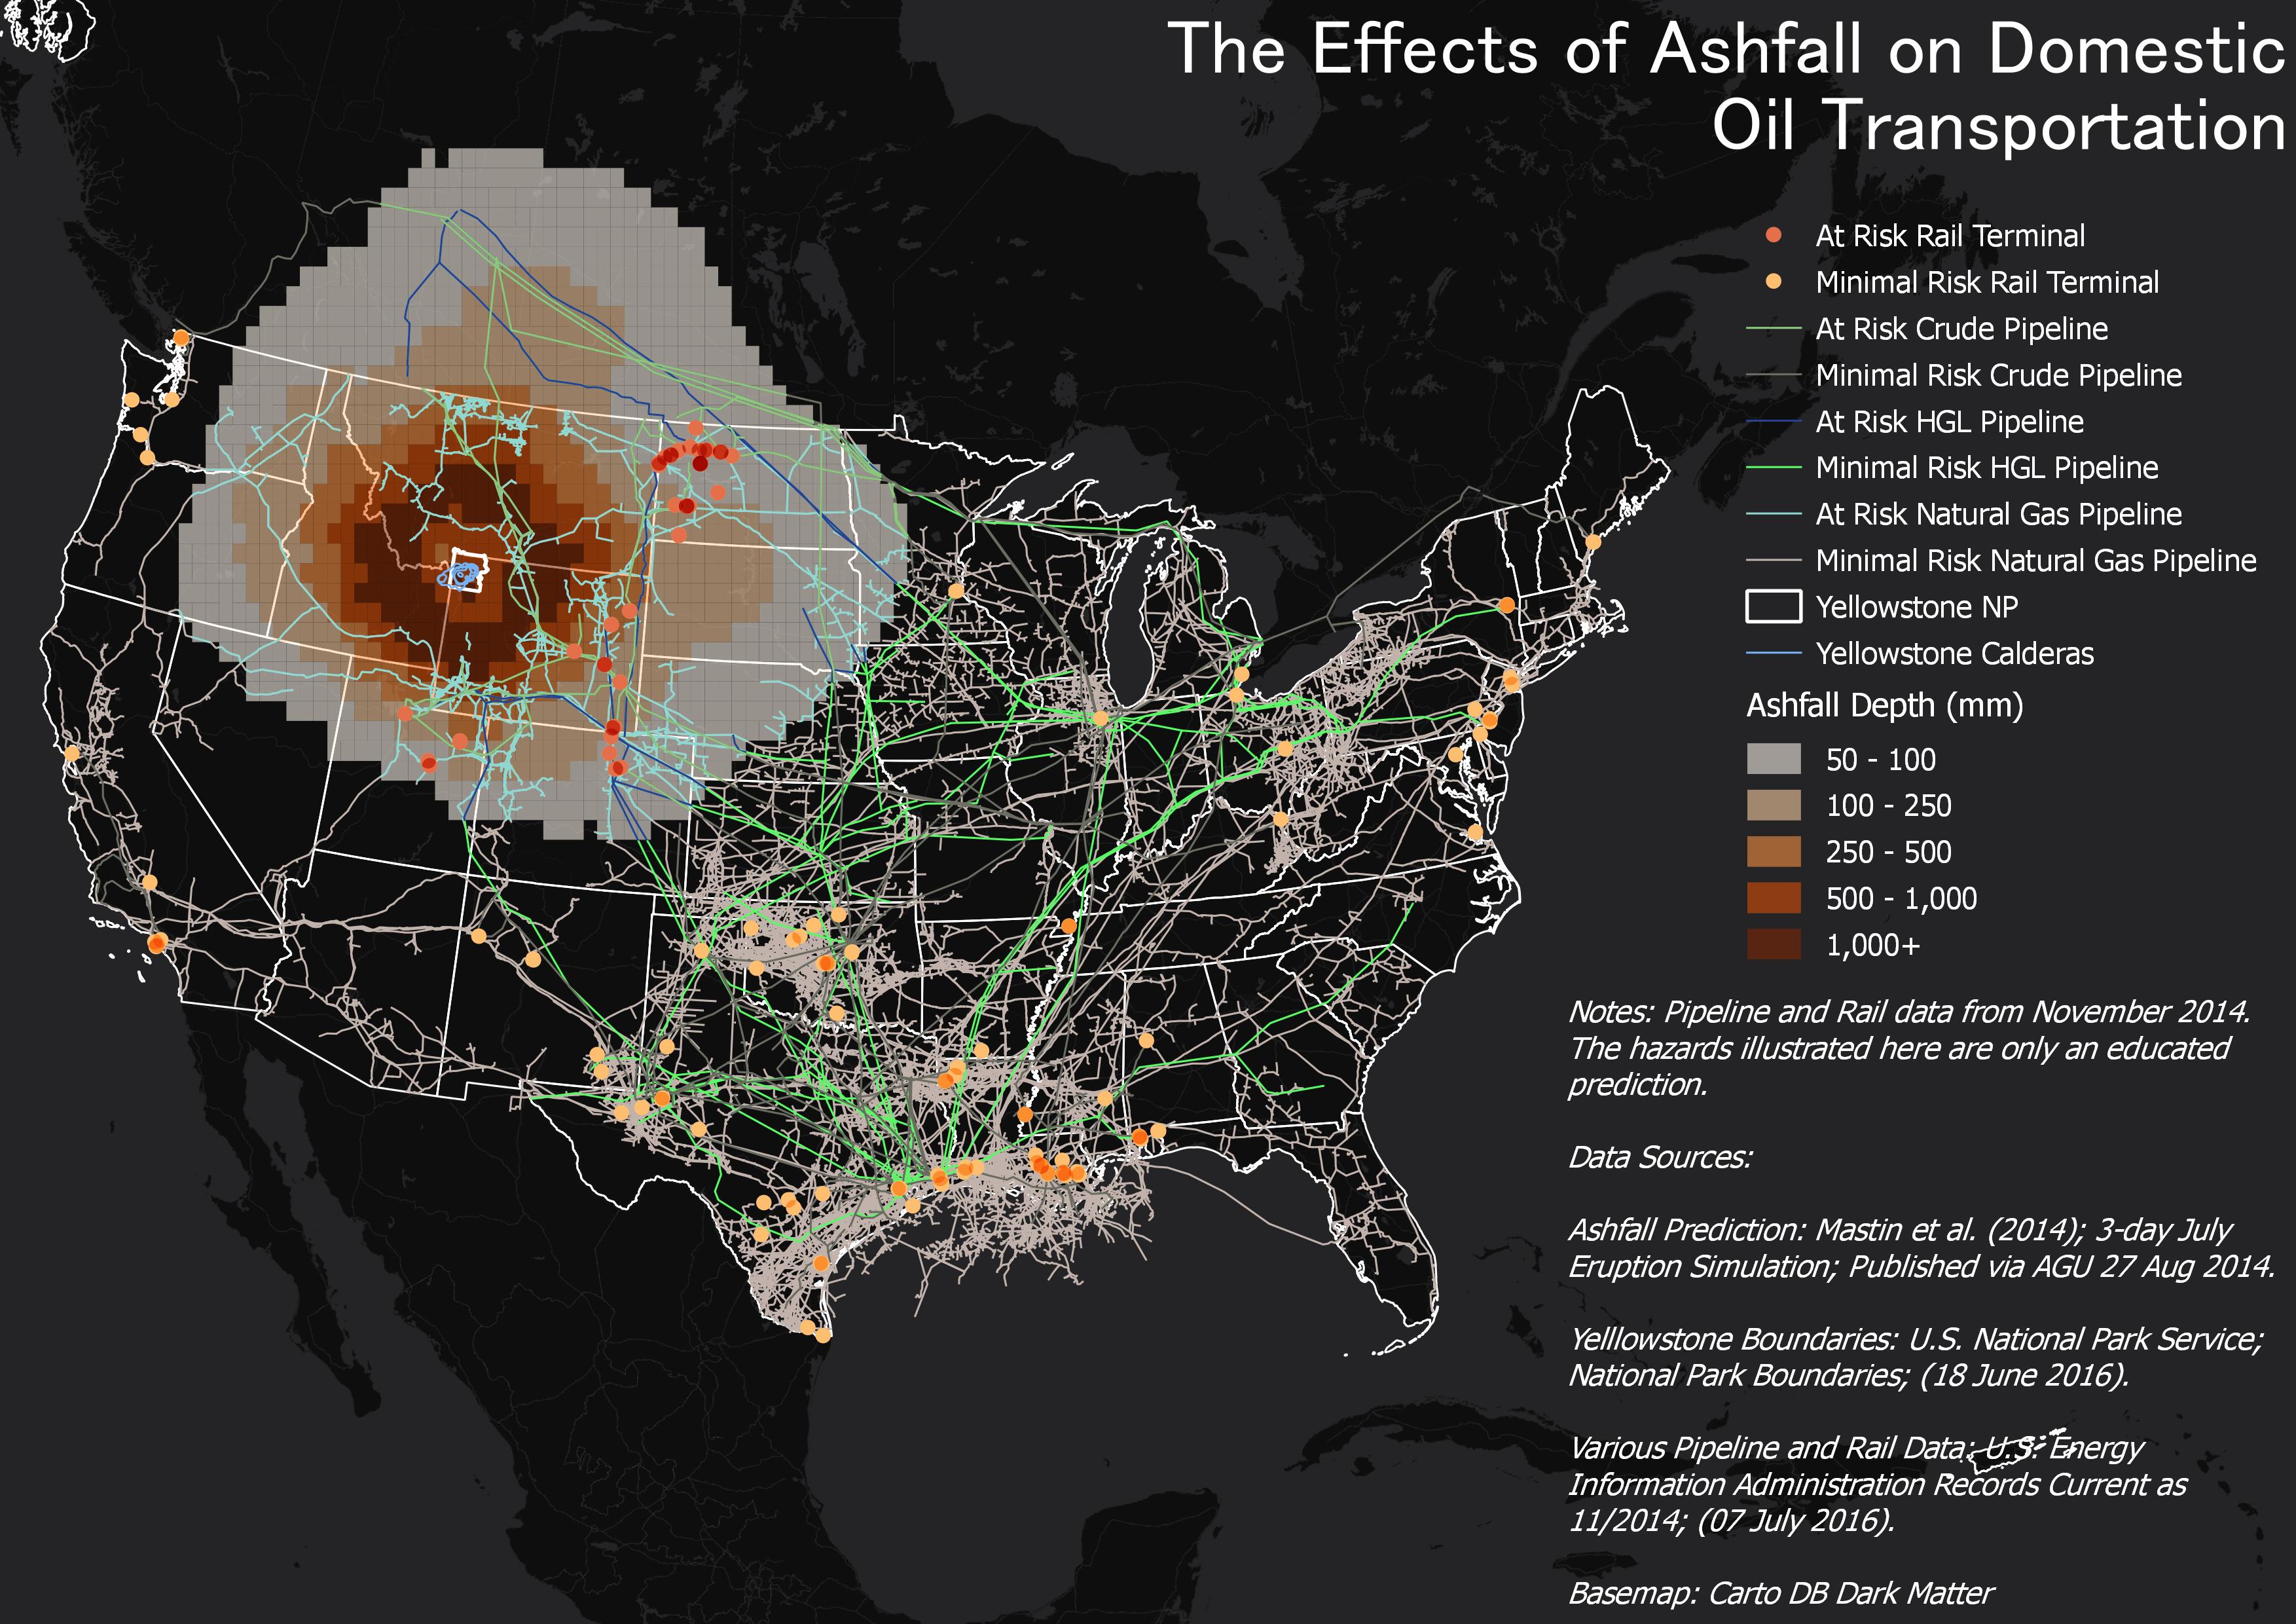 The Effects of Ashfall on Domestic
Oil Transportation
At Risk Rail Terminal
Minimal Risk Rail Terminal
At Risk Crude Pipeline
Minimal Risk Crude Pipeline
At Risk HGL Pipeline
Minimal Risk HGL Pipeline
At Risk Natural Gas Pipeline
Minimal Risk Natural Gas Pipeline
Yellowstone NP
Yellowstone Calderas
Ashfall Depth (mm)
50 - 100
100 - 250
250 - 500
500 - 1,000
1,000+
Notes: Pipeline and Rail data from November 2014.
The hazards illustrated here are only an educated
prediction.
Data Sources:
Ashfall Prediction: Mastin et al. (2014); 3-day July
Eruption Simulation; Published via AGU 27 Aug 2014.
Yelllowstone Boundaries: U.S. National Park Service;
National Park Boundaries; (18 June 2016).
Various Pipeline and Rail Data: U.S. Energy
Information Administration Records Current as
11/2014; (07 July 2016).
Basemap: Carto DB Dark Matter